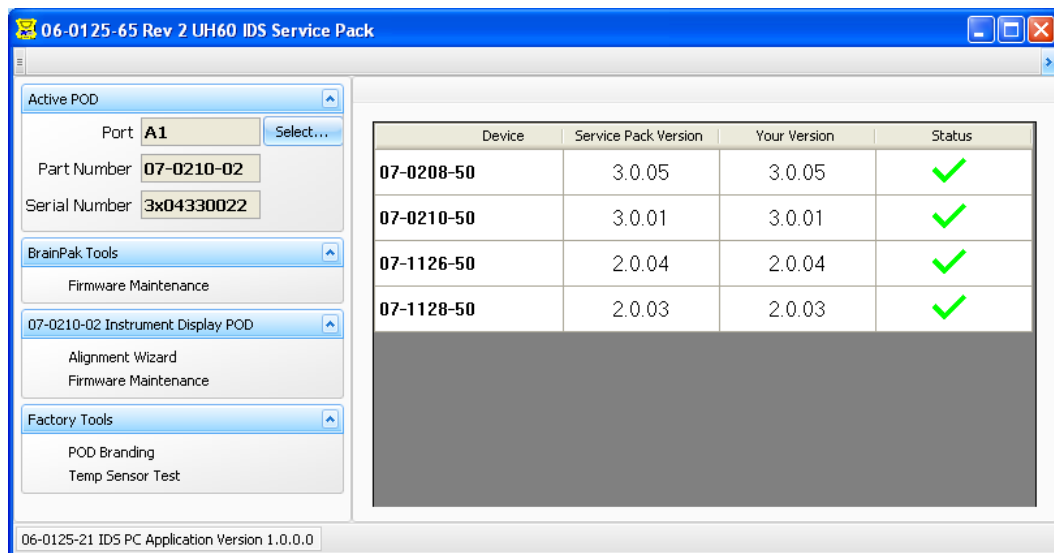 06-0125-65 Rev 2 UH60 IDS Service Pack
Active POD
Port A1 Select...
Part Number 07-0210-02
Serial Number 3x04330022
BrainPak Tools
Firmware Maintenance
07-0210-02 Instrument Display POD
Alignment Wizard
Firmware Maintenance
Factory Tools
POD Branding
Temp Sensor Test
Device Service Pack Version Your Version Status
07-0208-50 3.0.05 3.0.05
07-0210-50 3.0.01 3.0.01
07-1126-50 2.0.04 2.0.04
07-1128-50 2.0.03 2.0.03
06-0125-21 IDS PC Application Version 1.0.0.0